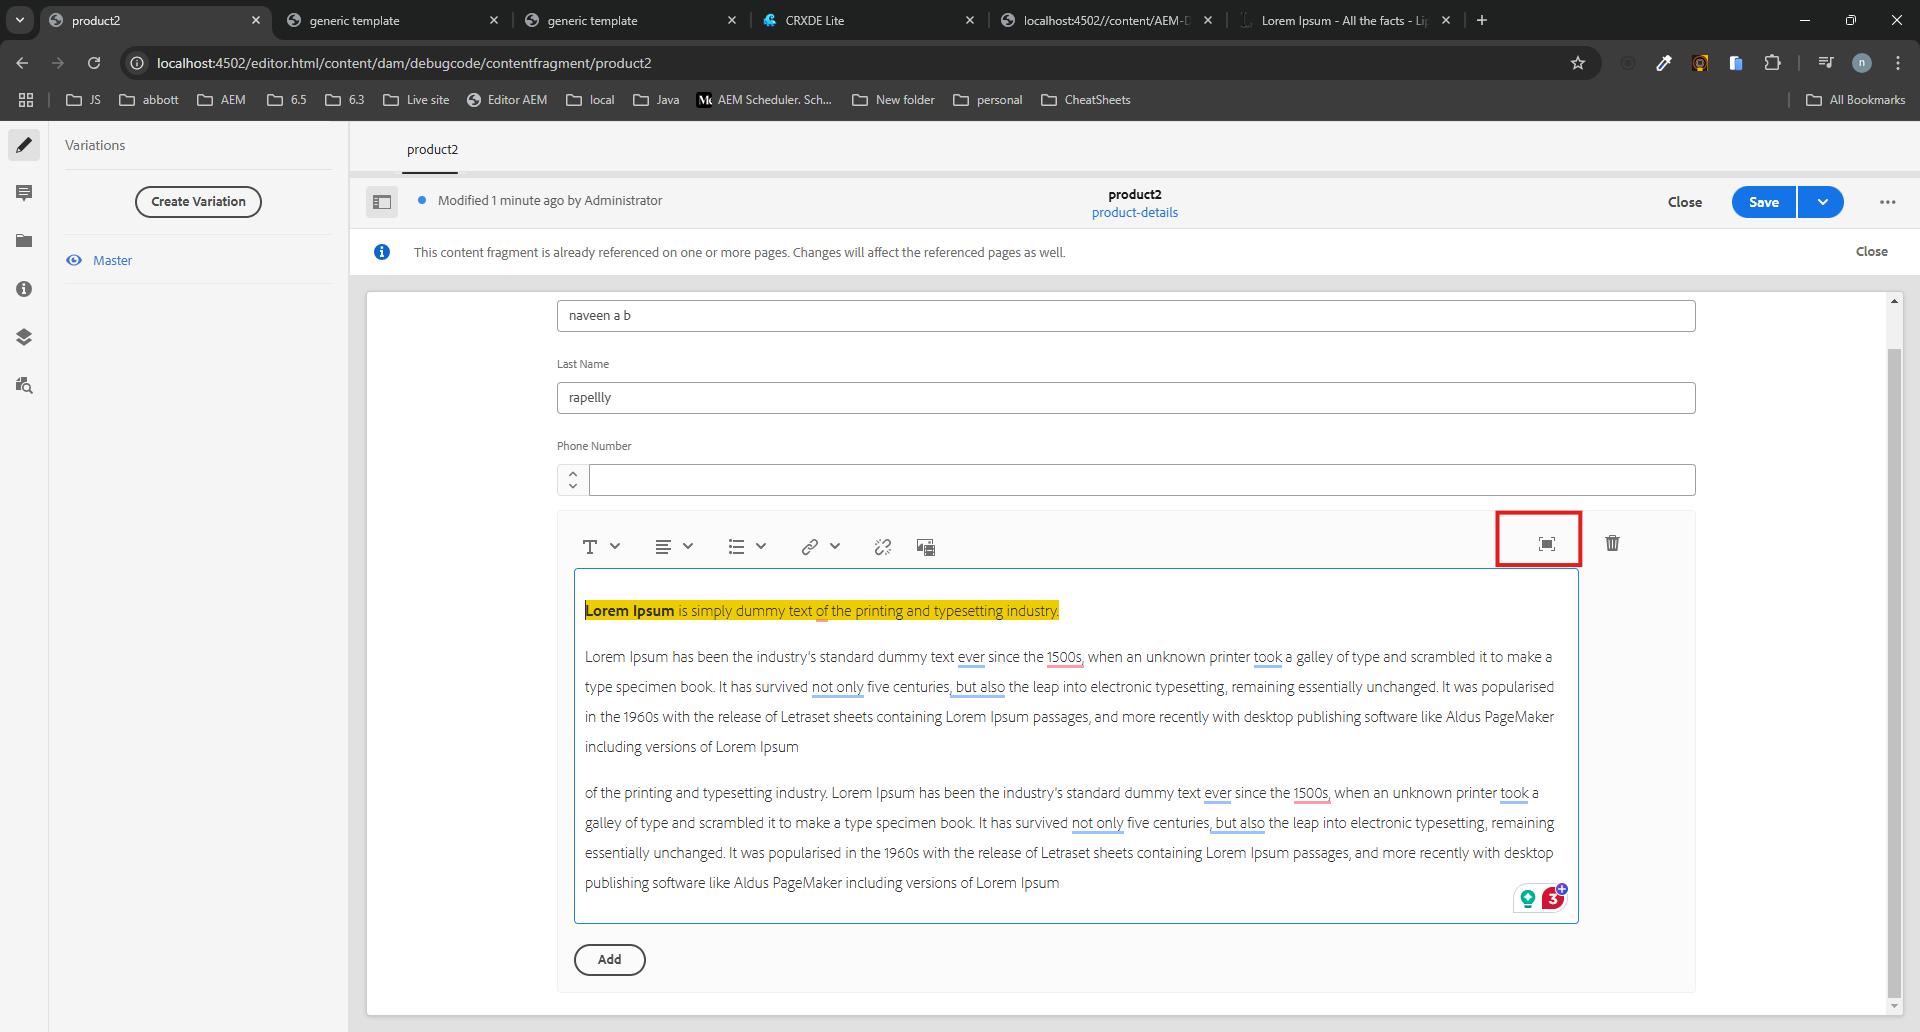 product2
generic template
generic template
CRXDE Lite
localhost:4502//content/AEM-D
Lorem Ipsum - All the facts - Li
localhost:4502/editor.html/content/dam/debugcode/contentfragment/product2
n
JS
abbott
AEM
6.5
6.3
Live site
Editor AEM
local
Java
AEM Scheduler. Sch...
New folder
personal
CheatSheets
All Bookmarks
Variations
Create Variation
Master
product2
Modified 1 minute ago by Administrator
product2
product-details
Close
Save
This content fragment is already referenced on one or more pages. Changes will affect the referenced pages as well.
Close
naveen a b
Last Name
rapellly
Phone Number
Lorem Ipsum is simply dummy text of the printing and typesetting industry.
Lorem Ipsum has been the industry's standard dummy text ever since the 1500s, when an unknown printer took a galley of type and scrambled it to make a
type specimen book. It has survived not only five centuries, but also the leap into electronic typesetting, remaining essentially unchanged. It was popularised
in the 1960s with the release of Letraset sheets containing Lorem Ipsum passages, and more recently with desktop publishing software like Aldus PageMaker
including versions of Lorem Ipsum
of the printing and typesetting industry. Lorem Ipsum has been the industry's standard dummy text ever since the 1500s, when an unknown printer took a
galley of type and scrambled it to make a type specimen book. It has survived not only five centuries, but also the leap into electronic typesetting, remaining
essentially unchanged. It was popularised in the 1960s with the release of Letraset sheets containing Lorem Ipsum passages, and more recently with desktop
publishing software like Aldus PageMaker including versions of Lorem Ipsum
3
Add